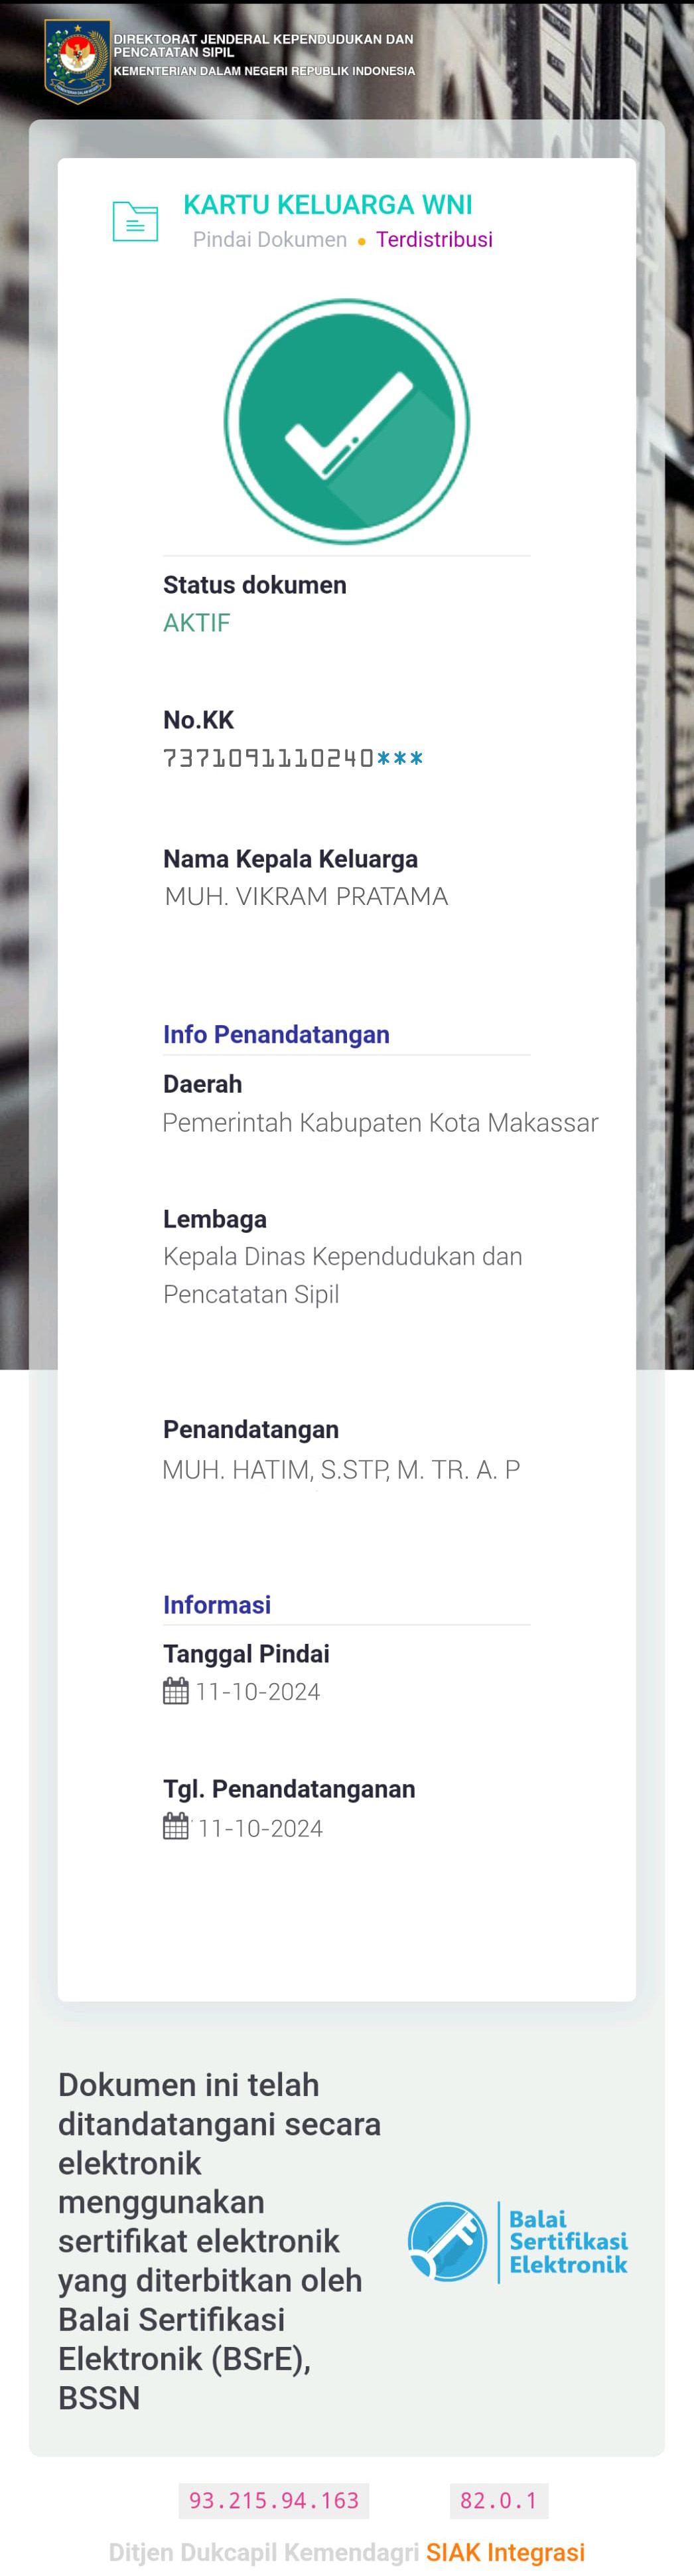 DIREKTORAT JENDERAL KEPENDUDUKAN DAN
PENCATATAN SIPIL
KEMENTERIAN DALAM NEGERI REPUBLIK INDONESIA
KARTU KELUARGA WNI
Pindai Dokumen • Terdistribusi
Status dokumen
AKTIF
No.KK
7371091110240***
Nama Kepala Keluarga
MUH. VIKRAM PRATAMA
Info Penandatangan
Daerah
Pemerintah Kabupaten Kota Makassar
Lembaga
Kepala Dinas Kependudukan dan
Pencatatan Sipil
Penandatangan
MUH. HATIM, S.STP, M. TR. A. P
Informasi
Tanggal Pindai
11-10-2024
Tgl. Penandatanganan
11-10-2024
Dokumen ini telah
ditandatangani secara
elektronik
menggunakan
sertifikat elektronik
yang diterbitkan oleh
Balai Sertifikasi
Elektronik (BSrE),
BSSN
Balai
Sertifikasi
Elektronik
93.215.94.163 82.0.1
Ditjen Dukcapil Kemendagri SIAK Integrasi